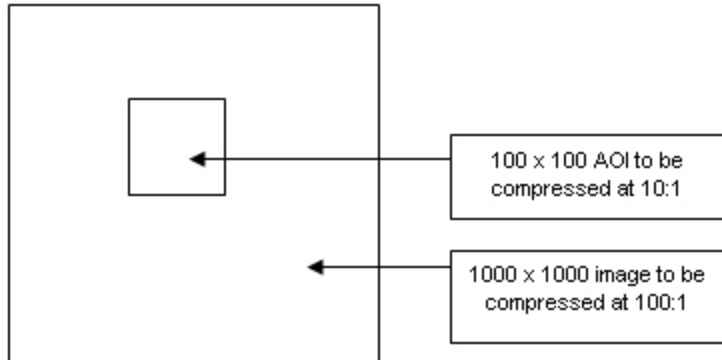 100 x 100 AOI to be
compressed at 10:1
1000 x 1000 image to be
compressed at 100:1